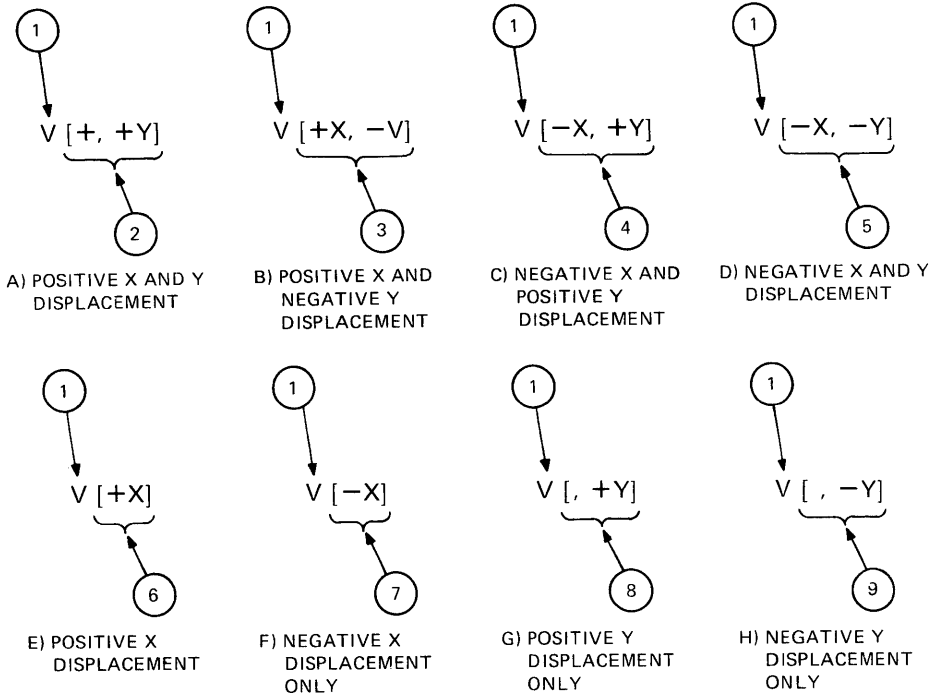 1
1
1
1
V [+, +Y]
V [+X, −V]
V [−X, +Y]
V [−X, −Y]
2
3
4
5
A) POSITIVE X AND Y
DISPLACEMENT
B) POSITIVE X AND
NEGATIVE Y
DISPLACEMENT
C) NEGATIVE X AND
POSITIVE Y
DISPLACEMENT
D) NEGATIVE X AND Y
DISPLACEMENT
1
1
1
1
V [+X]
V [−X]
V [, +Y]
V [ , −Y]
6
7
8
9
E) POSITIVE X
DISPLACEMENT
F) NEGATIVE X
DISPLACEMENT
ONLY
G) POSITIVE Y
DISPLACEMENT
ONLY
H) NEGATIVE Y
DISPLACEMENT
ONLY